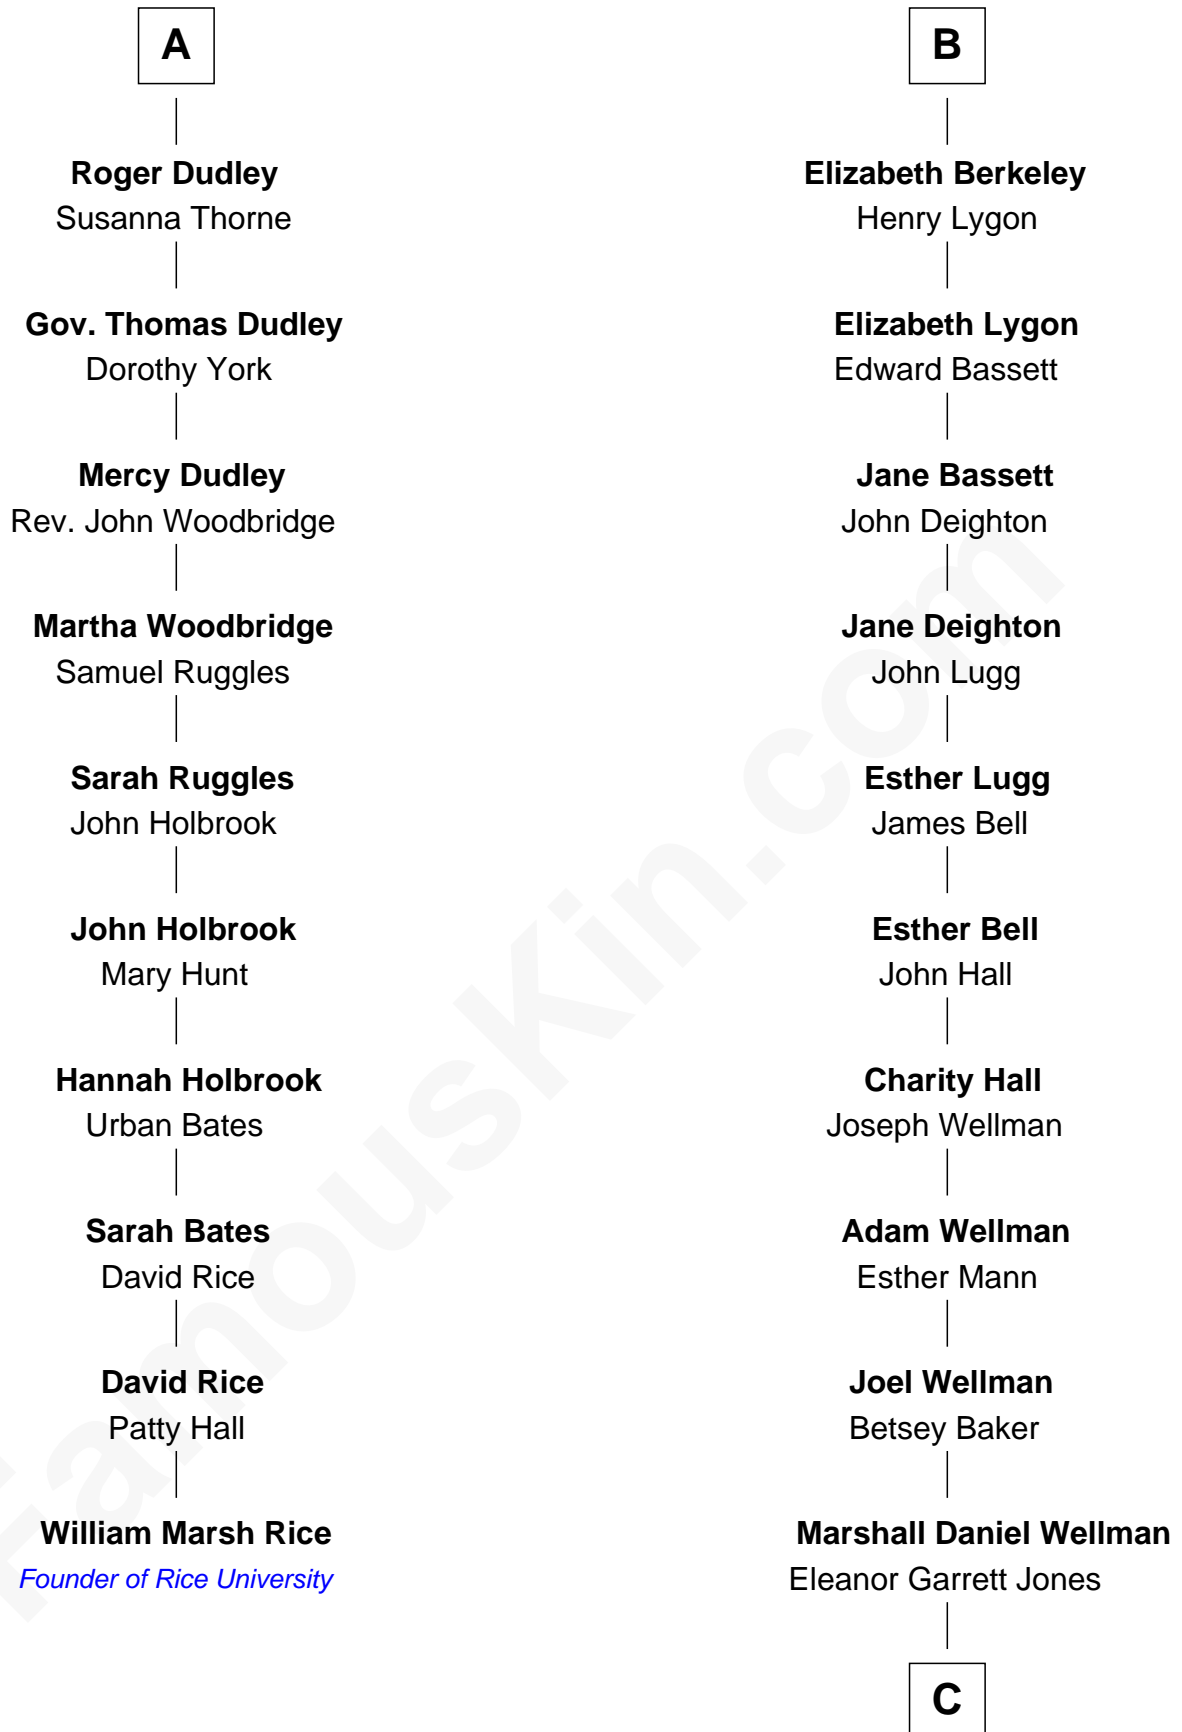 A
Roger Dudley
Susanna Thorne
Gov. Thomas Dudley
Dorothy York
Mercy Dudley
Rev. John Woodbridge
Martha Woodbridge
Samuel Ruggles
Sarah Ruggles
John Holbrook
John Holbrook
Mary Hunt
Hannah Holbrook
Urban Bates
Sarah Bates
David Rice
David Rice
Patty Hall
William Marsh Rice
Founder of Rice University
B
Elizabeth Berkeley
Henry Lygon
Elizabeth Lygon
Edward Bassett
Jane Bassett
John Deighton
Jane Deighton
John Lugg
Esther Lugg
James Bell
Esther Bell
John Hall
Charity Hall
Joseph Wellman
Adam Wellman
Esther Mann
Joel Wellman
Betsey Baker
Marshall Daniel Wellman
Eleanor Garrett Jones
C
FamousKin.com